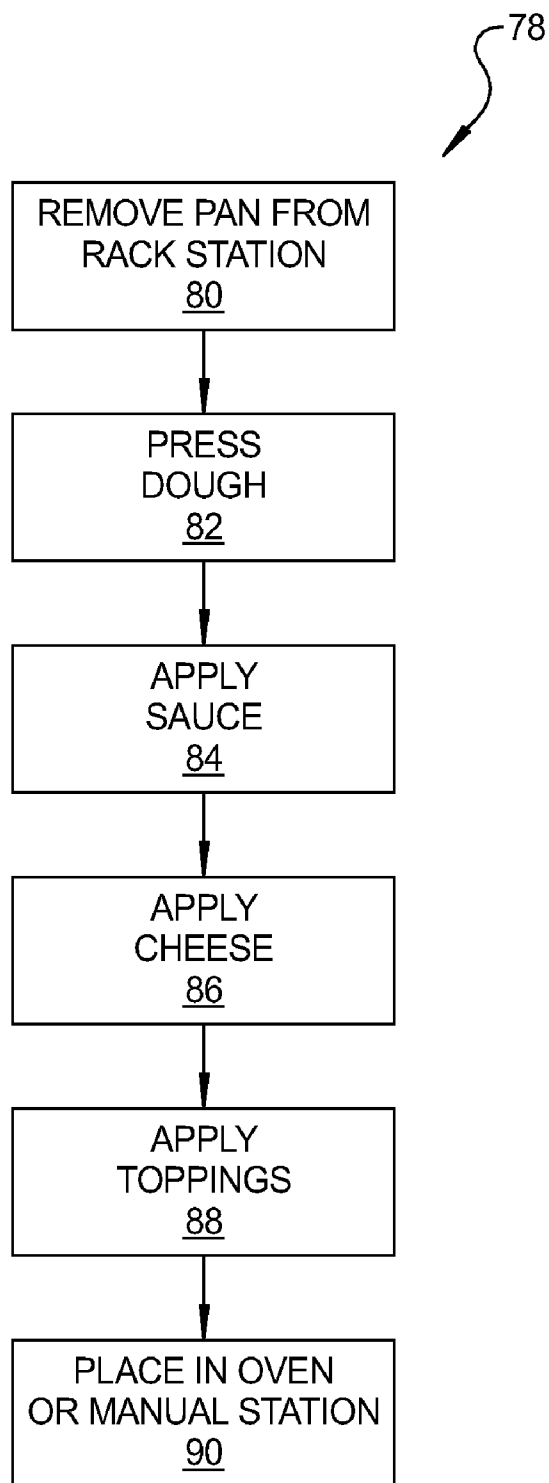 78
REMOVE PAN FROM
RACK STATION
80
PRESS
DOUGH
82
APPLY
SAUCE
84
APPLY
CHEESE
86
APPLY
TOPPINGS
88
PLACE IN OVEN
OR MANUAL STATION
90